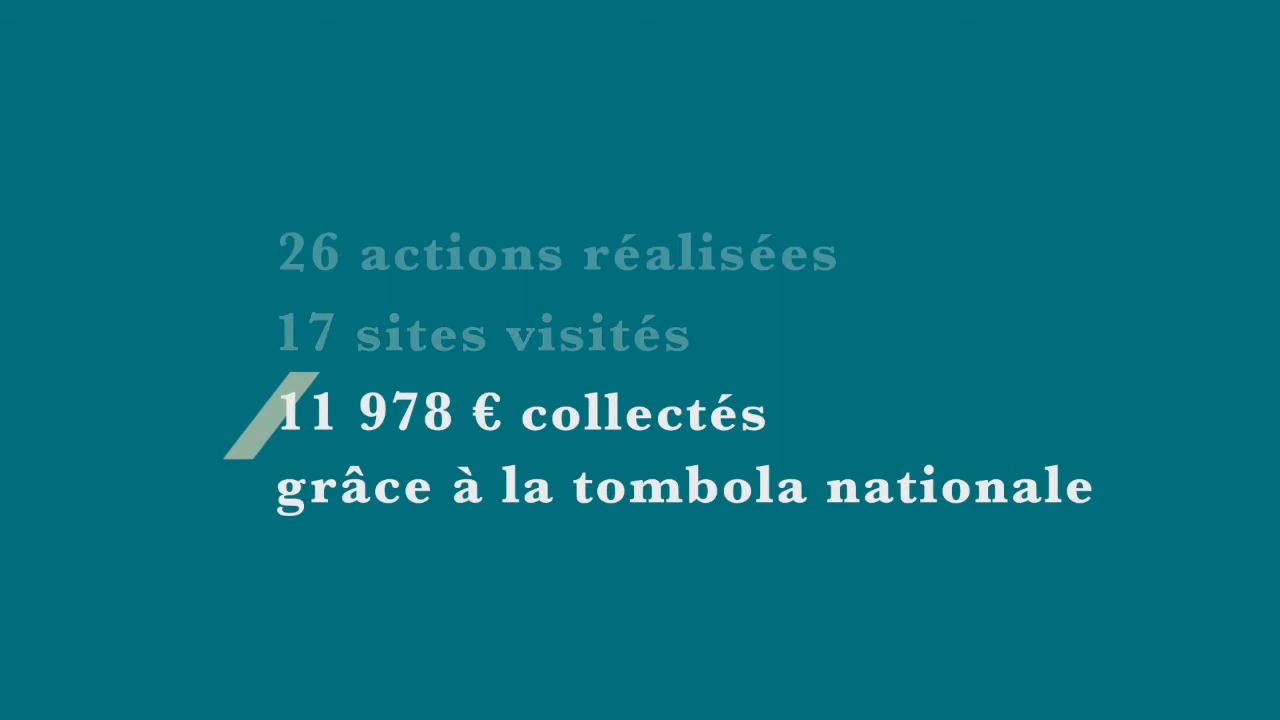 26 actions réalisées
17 sites visités
11 978 € collectés
grâce à la tombola nationale